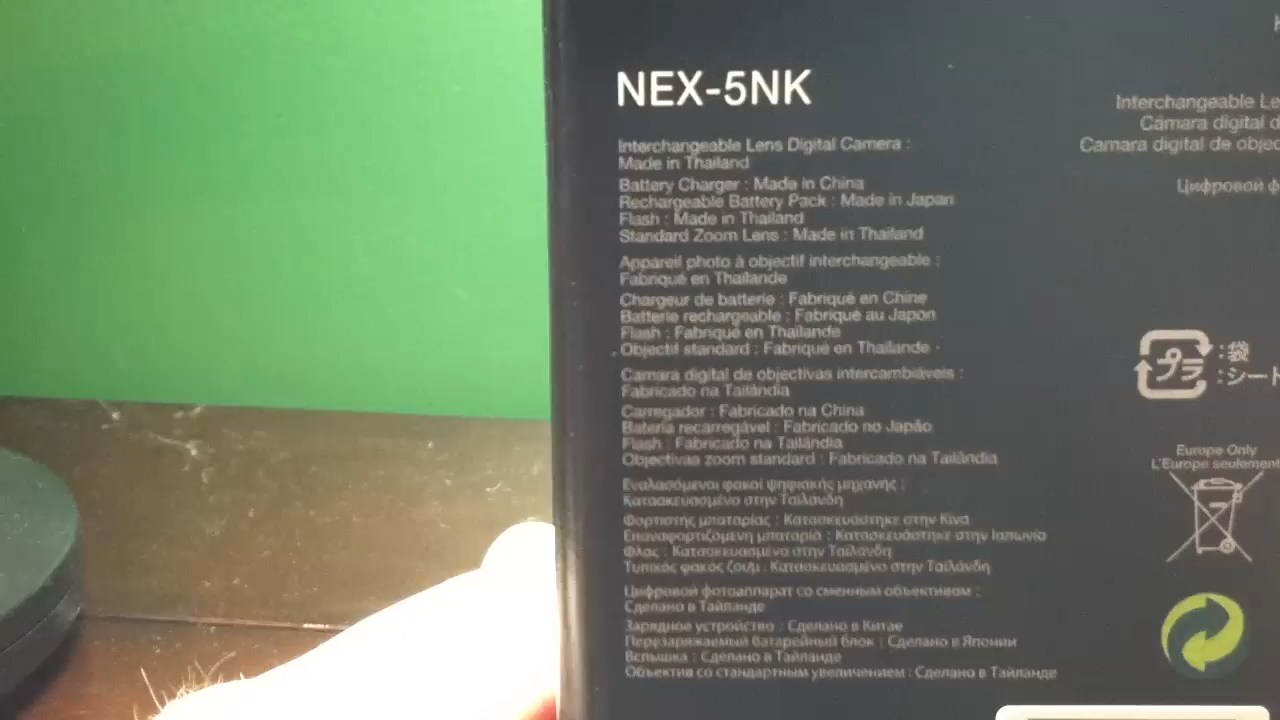 NEX-5NK
Interchangeable Lens Digital Camera :
Made in Thailand
Battery Charger : Made in China
Rechargeable Battery Pack : Made in Japan
Flash : Made in Thailand
Standard Zoom Lens : Made in Thailand
Appareil photo à objectif interchangeable :
Fabriqué en Thaïlande
Chargeur de batterie : Fabriqué en Chine
Batterie rechargeable : Fabriqué au Japon
Flash : Fabriqué en Thaïlande
Objectif standard : Fabriqué en Thaïlande
Camara digital de objectivas intercambiáveis :
Fabricado na Tailândia
Carregador : Fabricado na China
Bateria recarregável : Fabricado no Japão
Flash : Fabricado na Tailândia
Objectivaa zoom standard : Fabricado na Tailândia
Εναλασόμενοι φακοί ψηφιακής μηχανής :
Κατασκευασμένο στην Ταϊλάνδη
Φορτιστής μπαταρίας : Κατασκευάστηκε στην Κίνα
Επαναφορτιζόμενη μπαταρία : Κατασκευάστηκε στην Ιαπωνία
Φλας : Κατασκευασμένο στην Ταϊλάνδη
Τυπικός φακός ζουμ : Κατασκευασμένο στην Ταϊλάνδη
Цифровой фотоаппарат со сменным объективом :
Сделано в Тайланде
Зарядное устройство : Сделано в Китае
Перезаряжаемый батарейный блок : Сделано в Японии
Вспышка : Сделано в Тайланде
Объектив со стандартным увеличением : Сделано в Тайланде
Interchangeable Le
Cámara digital d
Camara digital de objec
Цифровой ф
プラ
:袋
:シート
Europe Only
L'Europe seulement